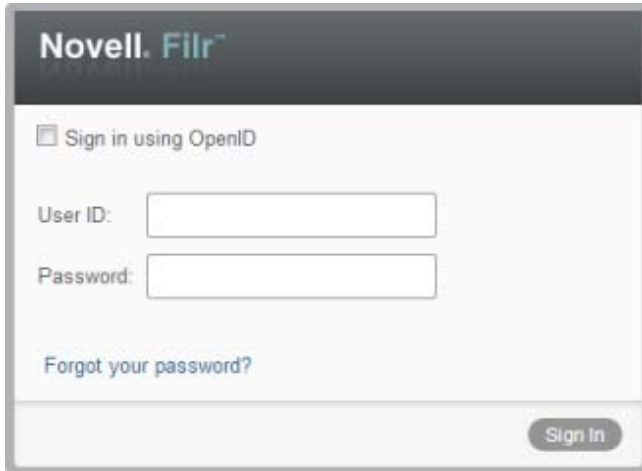 Novell. Filr™
Sign in using OpenID
User ID:
Password:
Forgot your password?
Sign In